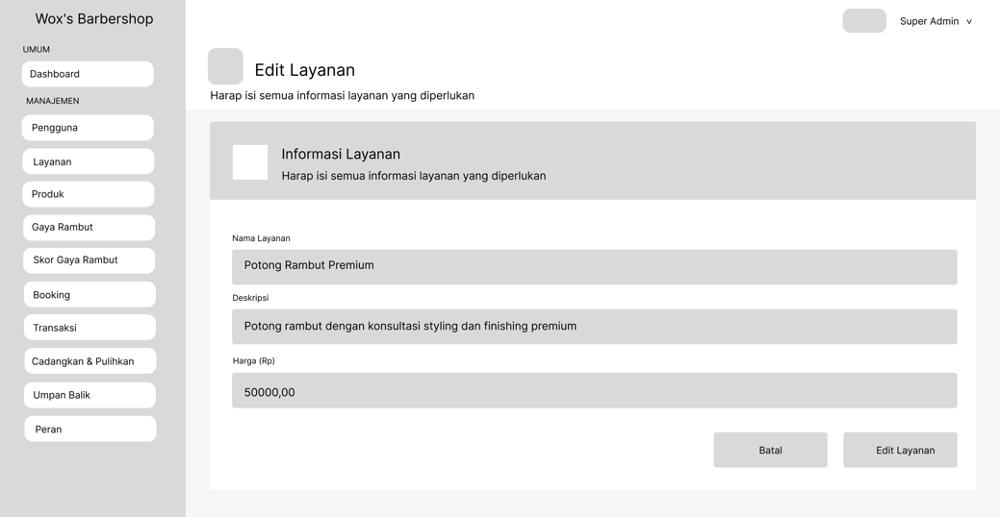 Wox's Barbershop
UMUM
Dashboard
MANAJEMEN
Pengguna
Layanan
Produk
Gaya Rambut
Skor Gaya Rambut
Booking
Transaksi
Cadangkan & Pulihkan
Umpan Balik
Peran
Super Admin v
Edit Layanan
Harap isi semua informasi layanan yang diperlukan
Informasi Layanan
Harap isi semua informasi layanan yang diperlukan
Nama Layanan
Potong Rambut Premium
Deskripsi
Potong rambut dengan konsultasi styling dan finishing premium
Harga (Rp)
50000,00
Batal
Edit Layanan